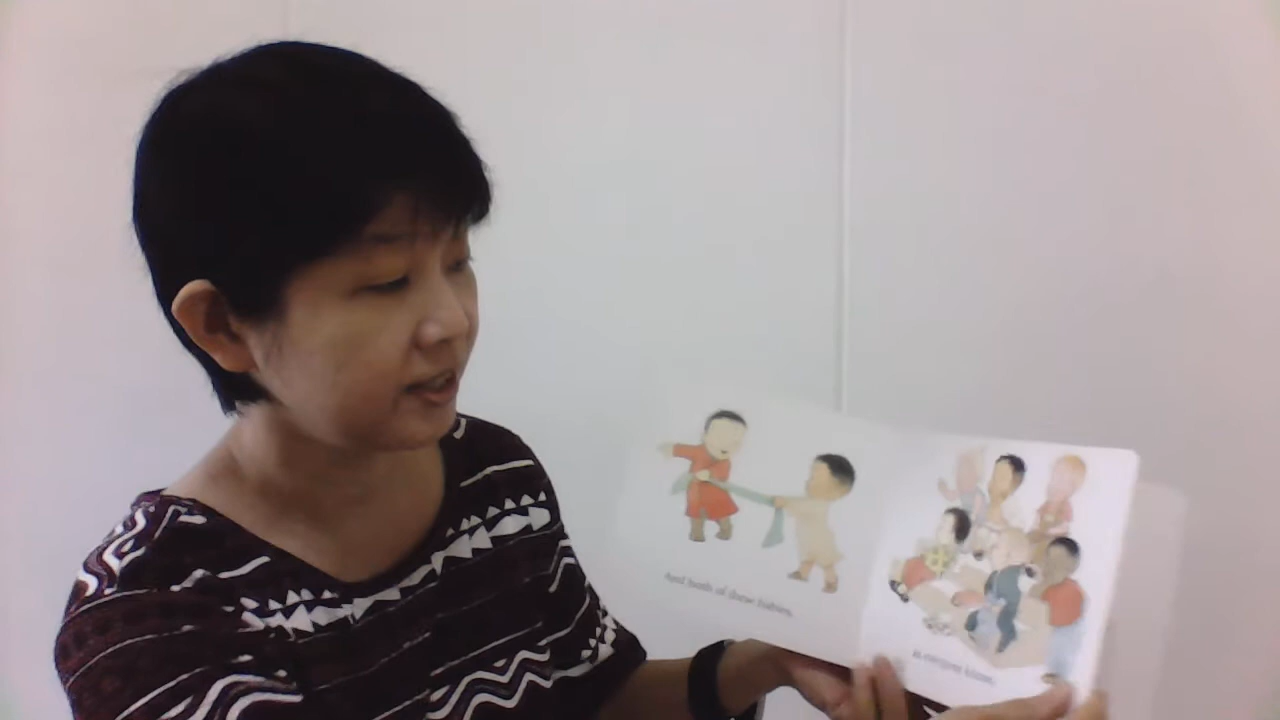 And both of these babies,
as everyone knows,